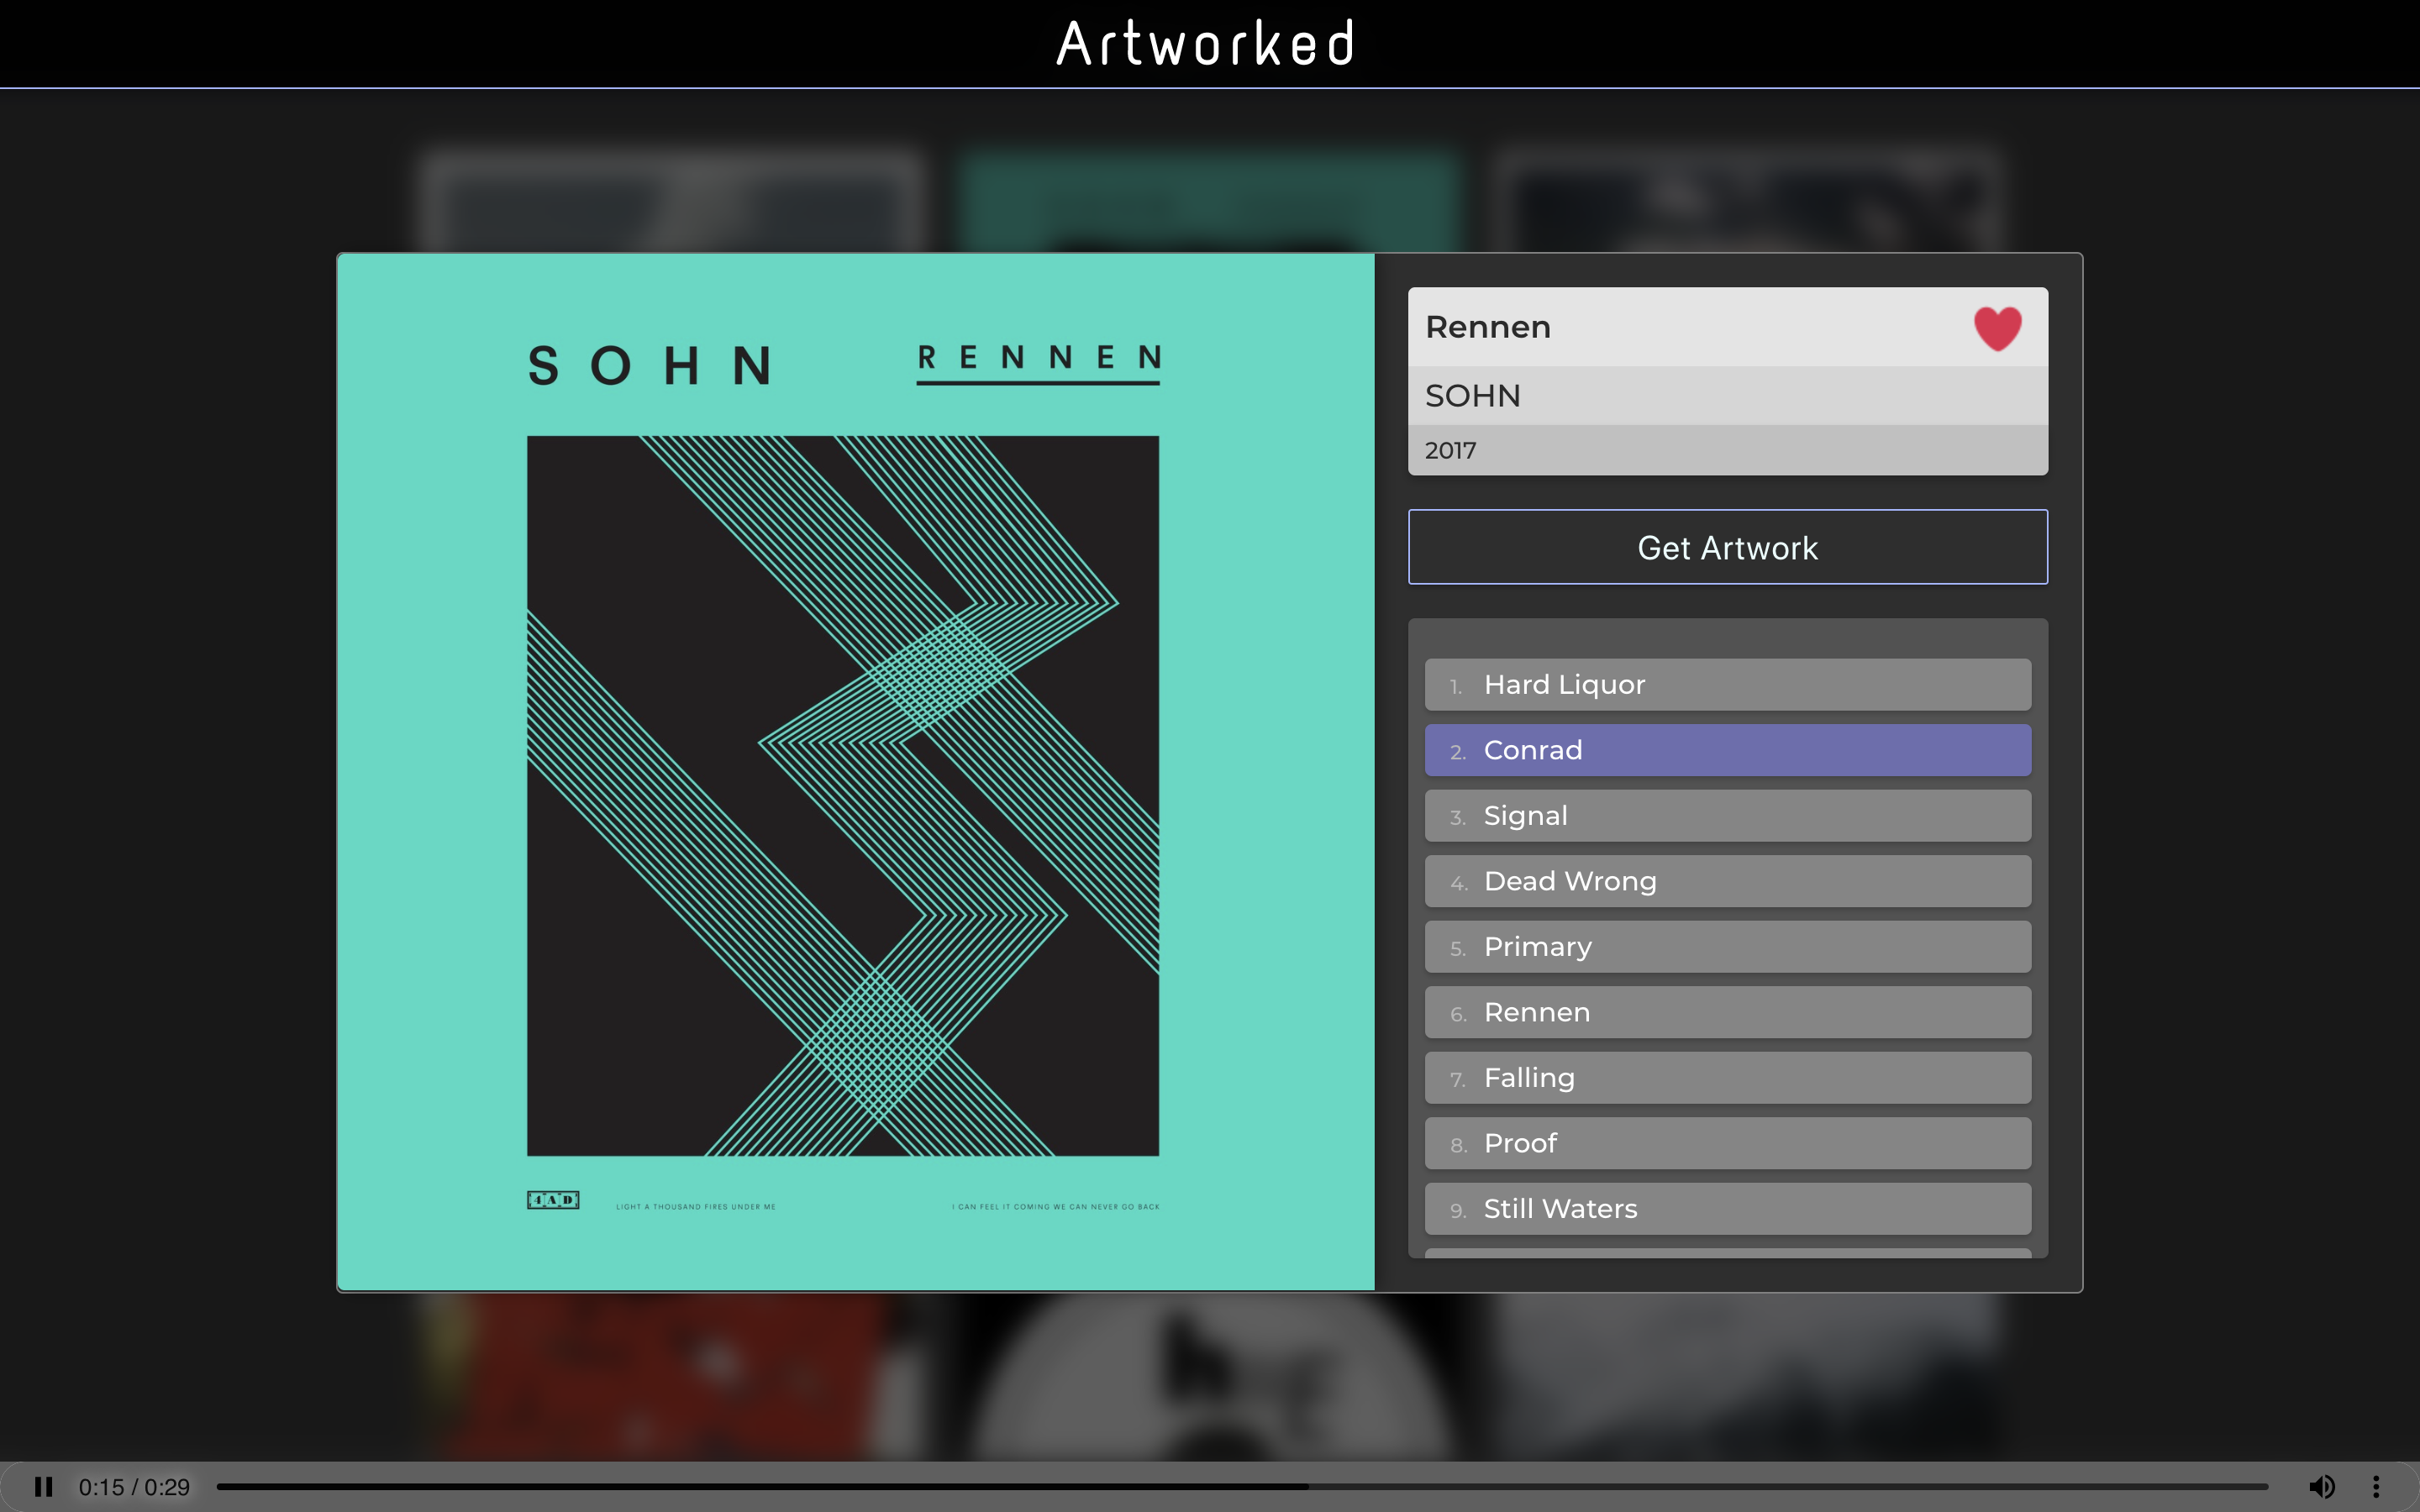 Artworked
SOHN
RENNEN
4AD
LIGHT A THOUSAND FIRES UNDER ME
I CAN FEEL IT COMING WE CAN NEVER GO BACK
Rennen
SOHN
2017
Get Artwork
1. Hard Liquor
2. Conrad
3. Signal
4. Dead Wrong
5. Primary
6. Rennen
7. Falling
8. Proof
9. Still Waters
0:15 / 0:29